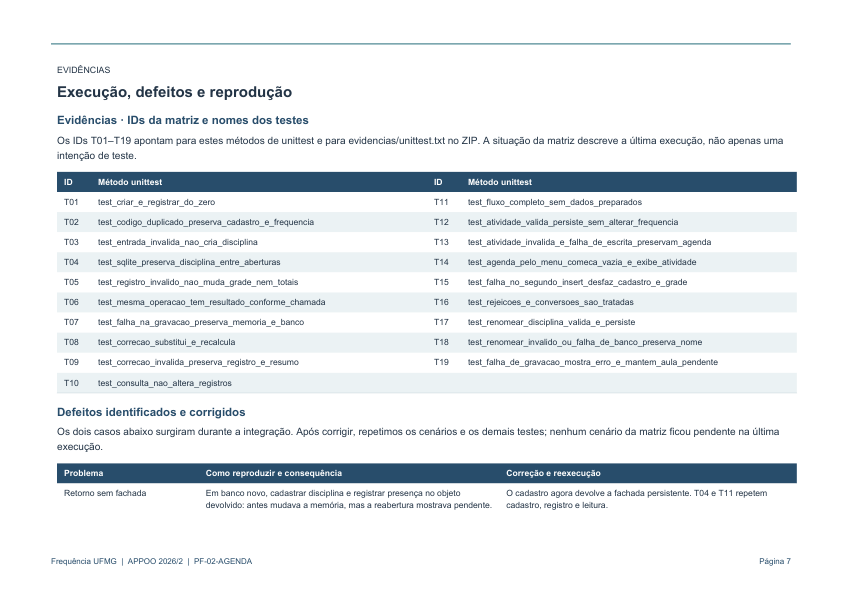 EVIDÊNCIAS
Execução, defeitos e reprodução
Evidências · IDs da matriz e nomes dos testes
Os IDs T01–T19 apontam para estes métodos de unittest e para evidencias/unittest.txt no ZIP. A situação da matriz descreve a última execução, não apenas uma
intenção de teste.
ID Método unittest ID Método unittest
T01 test_criar_e_registrar_do_zero T11 test_fluxo_completo_sem_dados_preparados
T02 test_codigo_duplicado_preserva_cadastro_e_frequencia T12 test_atividade_valida_persiste_sem_alterar_frequencia
T03 test_entrada_invalida_nao_cria_disciplina T13 test_atividade_invalida_e_falha_de_escrita_preservam_agenda
T04 test_sqlite_preserva_disciplina_entre_aberturas T14 test_agenda_pelo_menu_comeca_vazia_e_exibe_atividade
T05 test_registro_invalido_nao_muda_grade_nem_totais T15 test_falha_no_segundo_insert_desfaz_cadastro_e_grade
T06 test_mesma_operacao_tem_resultado_conforme_chamada T16 test_rejeicoes_e_conversoes_sao_tratadas
T07 test_falha_na_gravacao_preserva_memoria_e_banco T17 test_renomear_disciplina_valida_e_persiste
T08 test_correcao_substitui_e_recalcula T18 test_renomear_invalido_ou_falha_de_banco_preserva_nome
T09 test_correcao_invalida_preserva_registro_e_resumo T19 test_falha_de_gravacao_mostra_erro_e_mantem_aula_pendente
T10 test_consulta_nao_altera_registros
Defeitos identificados e corrigidos
Os dois casos abaixo surgiram durante a integração. Após corrigir, repetimos os cenários e os demais testes; nenhum cenário da matriz ficou pendente na última
execução.
Problema Como reproduzir e consequência Correção e reexecução
Retorno sem fachada Em banco novo, cadastrar disciplina e registrar presença no objeto O cadastro agora devolve a fachada persistente. T04 e T11 repetem
devolvido: antes mudava a memória, mas a reabertura mostrava pendente. cadastro, registro e leitura.
Frequência UFMG | APPOO 2026/2 | PF-02-AGENDA Página 7